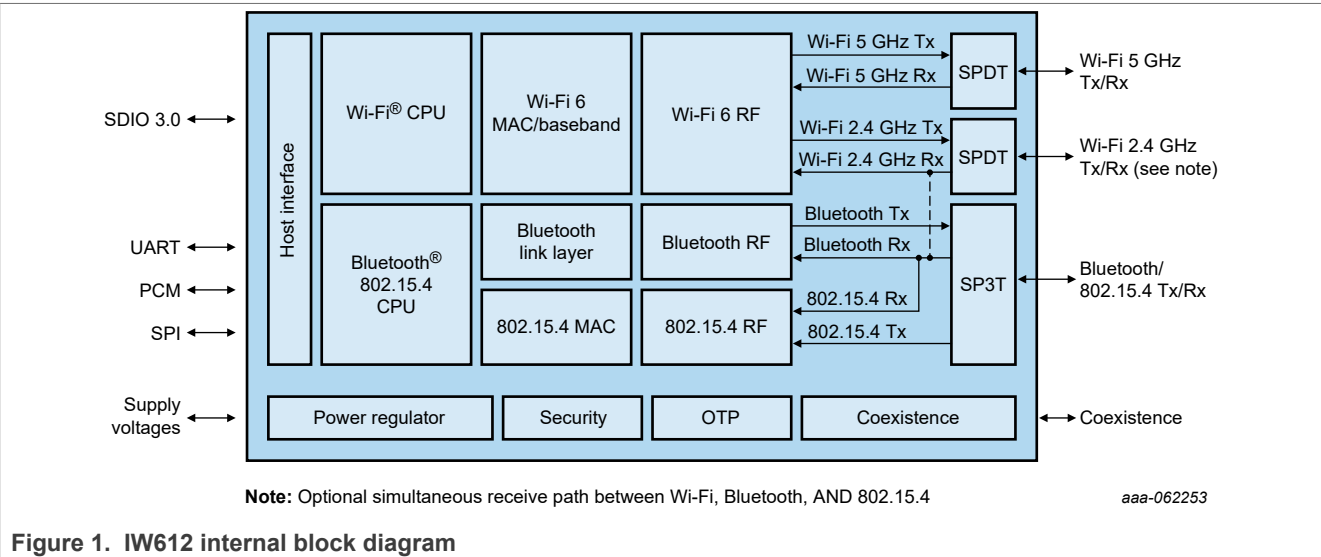 SDIO 3.0
UART
PCM
SPI
Supply
voltages
Host interface
Wi-Fi® CPU
Wi-Fi 6
MAC/baseband
Wi-Fi 6 RF
Bluetooth®
802.15.4
CPU
Bluetooth
link layer
Bluetooth RF
802.15.4 MAC
802.15.4 RF
Wi-Fi 5 GHz Tx
Wi-Fi 5 GHz Rx
Wi-Fi 2.4 GHz Tx
Wi-Fi 2.4 GHz Rx
Bluetooth Tx
Bluetooth Rx
802.15.4 Rx
802.15.4 Tx
SPDT
SPDT
SP3T
Wi-Fi 5 GHz
Tx/Rx
Wi-Fi 2.4 GHz
Tx/Rx (see note)
Bluetooth/
802.15.4 Tx/Rx
Power regulator
Security
OTP
Coexistence
Coexistence
Note: Optional simultaneous receive path between Wi-Fi, Bluetooth, AND 802.15.4
aaa-062253
Figure 1. IW612 internal block diagram